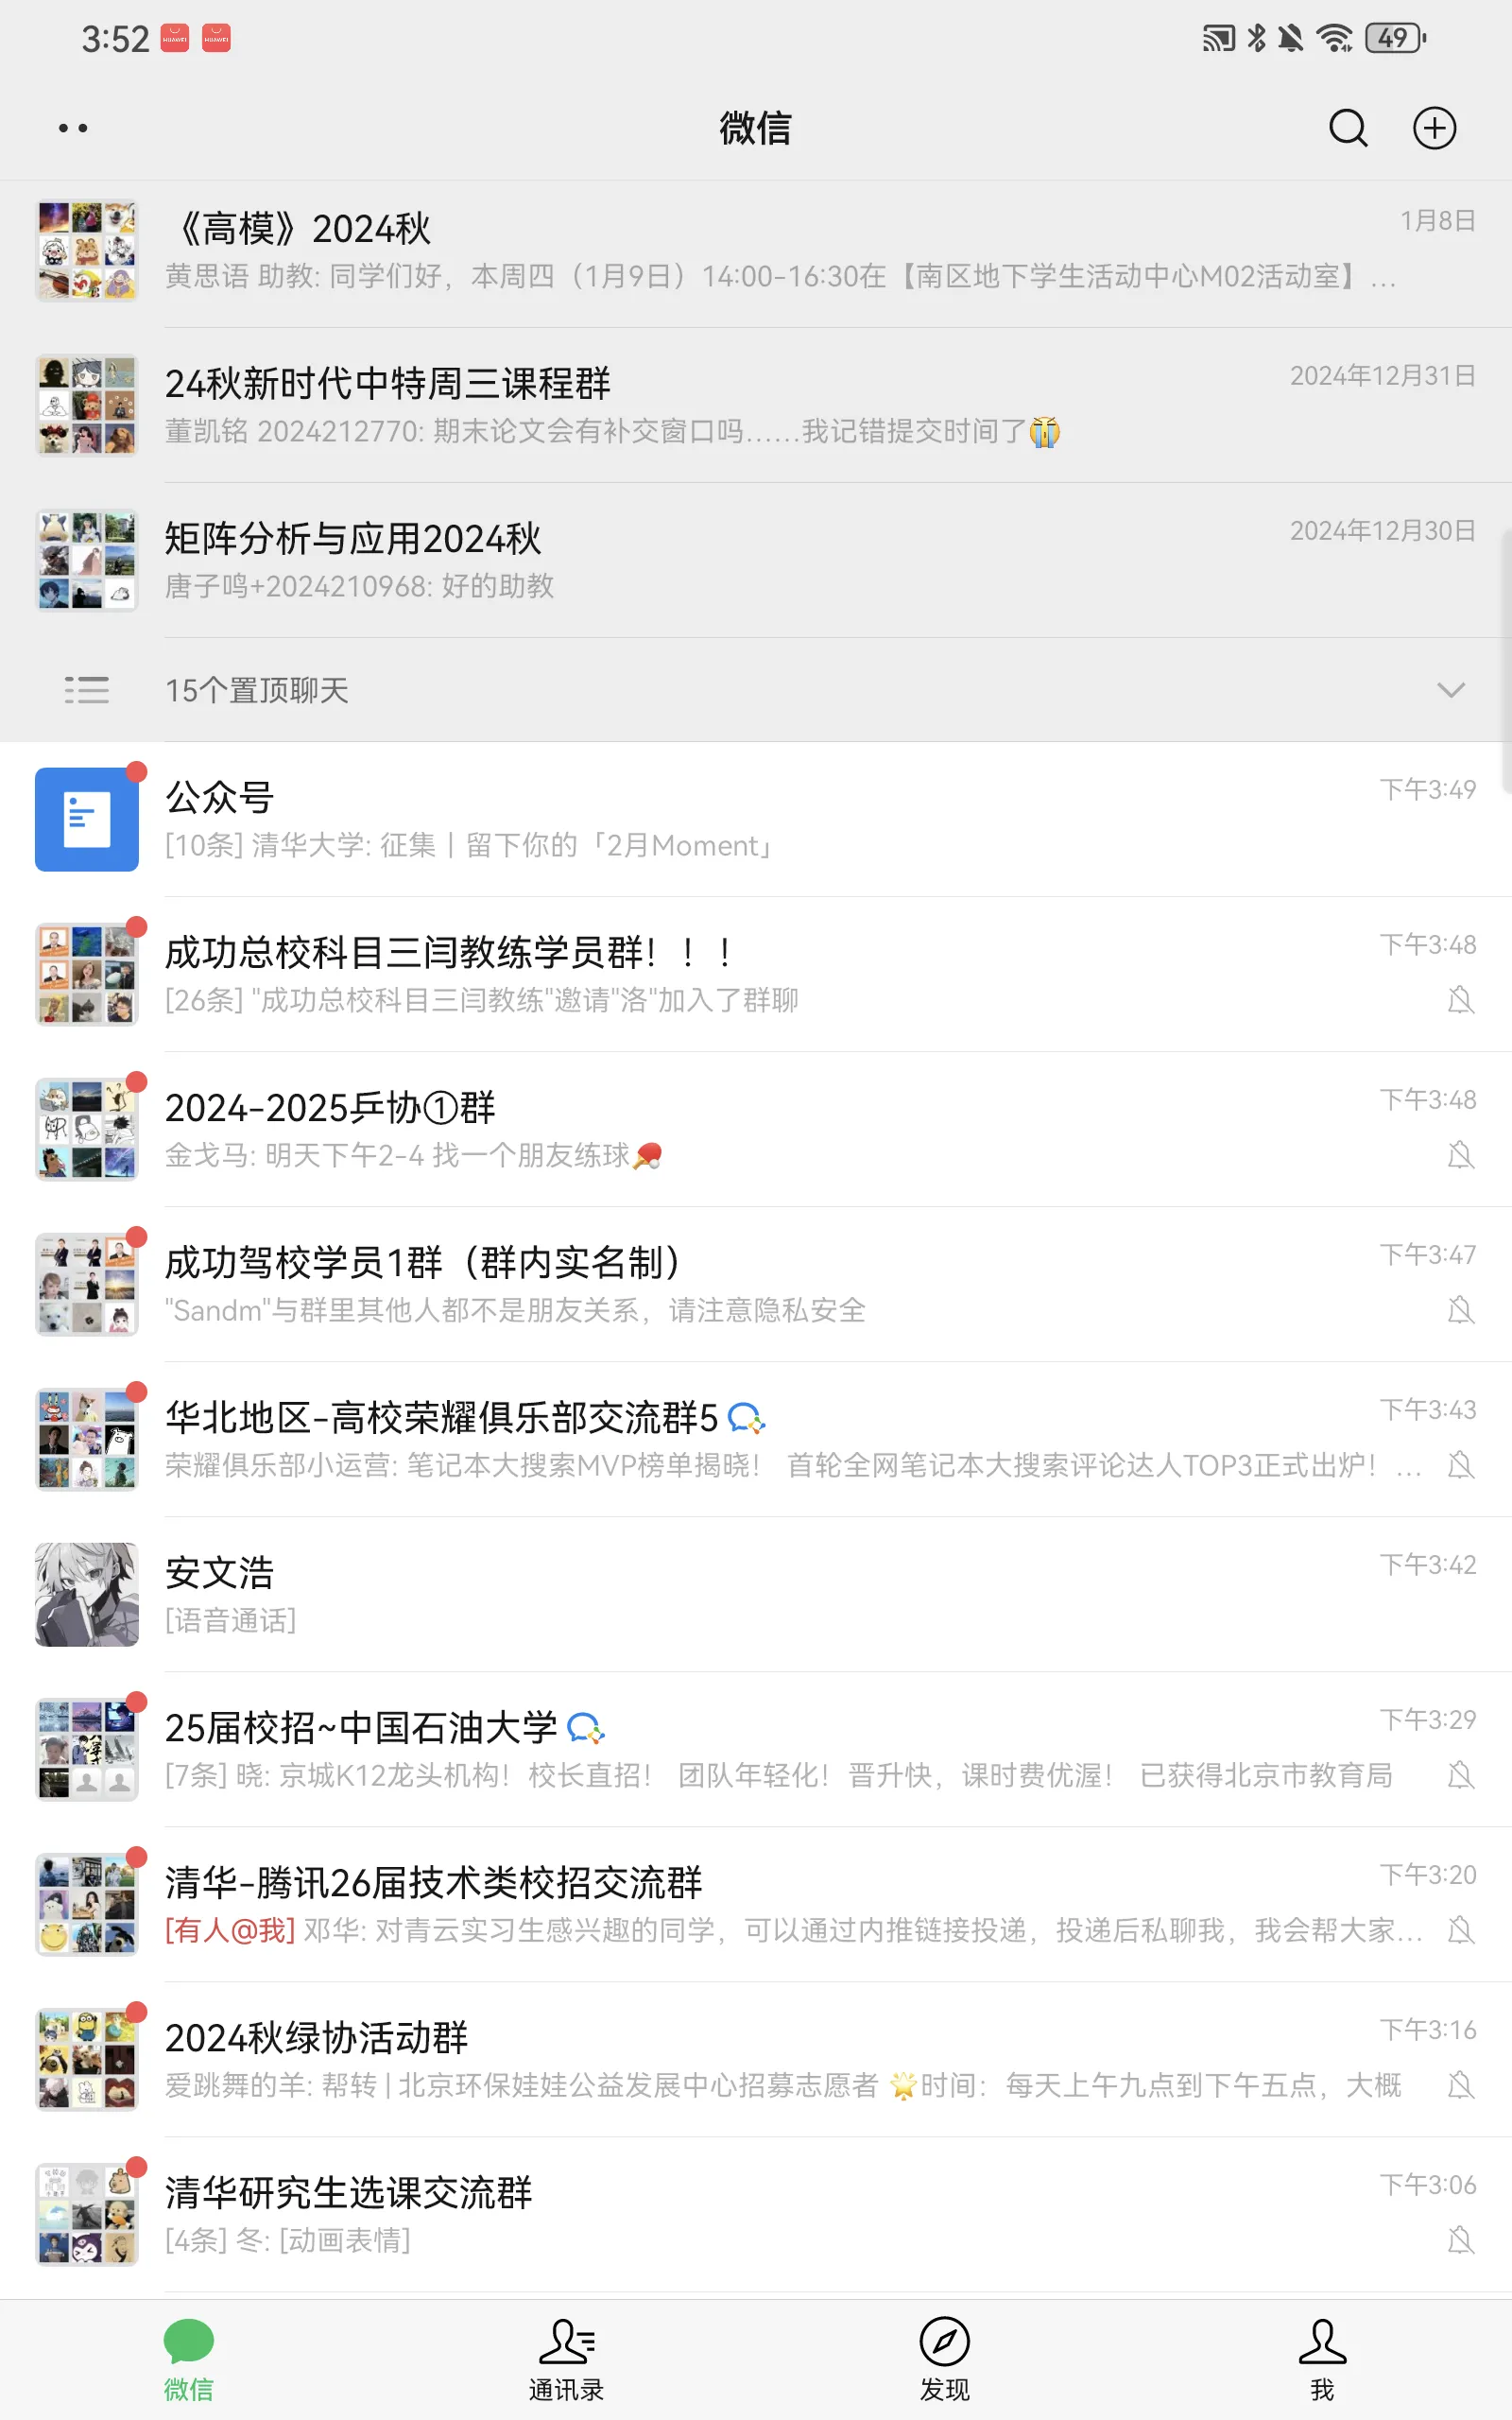 3:52
HUAWEI HUAWEI
49
微信
《高模》2024秋
1月8日
黄思语 助教: 同学们好，本周四（1月9日）14:00-16:30在【南区地下学生活动中心M02活动室】…
24秋新时代中特周三课程群
2024年12月31日
董凯铭 2024212770: 期末论文会有补交窗口吗……我记错提交时间了😭
矩阵分析与应用2024秋
2024年12月30日
唐子鸣+2024210968: 好的助教
15个置顶聊天
公众号
下午3:49
[10条] 清华大学: 征集丨留下你的「2月Moment」
成功总校科目三闫教练学员群！！！
下午3:48
[26条] "成功总校科目三闫教练"邀请"洛"加入了群聊
2024-2025乒协①群
下午3:48
金戈马: 明天下午2-4 找一个朋友练球🏓
成功驾校学员1群（群内实名制）
下午3:47
"Sandm"与群里其他人都不是朋友关系，请注意隐私安全
华北地区-高校荣耀俱乐部交流群5
下午3:43
荣耀俱乐部小运营: 笔记本大搜索MVP榜单揭晓！ 首轮全网笔记本大搜索评论达人TOP3正式出炉！…
安文浩
下午3:42
[语音通话]
25届校招~中国石油大学
下午3:29
[7条] 晓: 京城K12龙头机构！校长直招！ 团队年轻化！晋升快，课时费优渥！ 已获得北京市教育局
清华-腾讯26届技术类校招交流群
下午3:20
[有人@我] 邓华: 对青云实习生感兴趣的同学，可以通过内推链接投递，投递后私聊我，我会帮大家…
2024秋绿协活动群
下午3:16
爱跳舞的羊: 帮转 | 北京环保娃娃公益发展中心招募志愿者 🌟时间：每天上午九点到下午五点，大概
清华研究生选课交流群
下午3:06
[4条] 冬: [动画表情]
微信
通讯录
发现
我